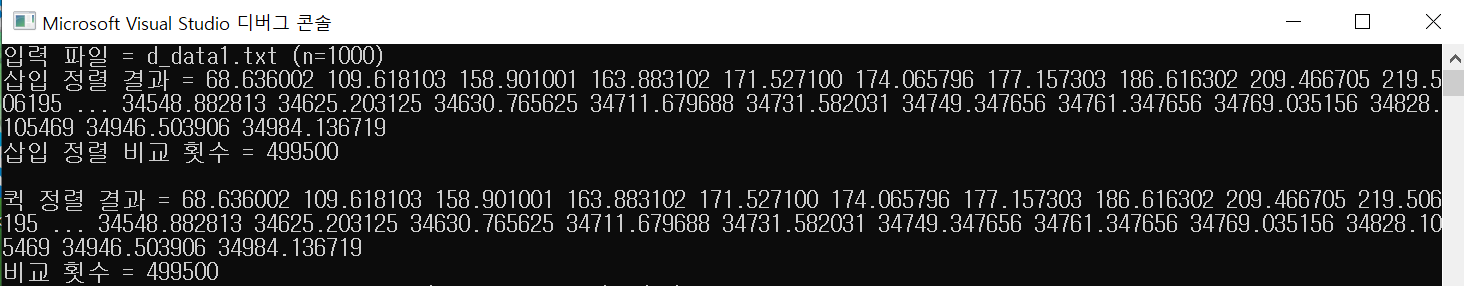 Microsoft Visual Studio 디버그 콘솔
입력 파일 = d_data1.txt (n=1000)
삽입 정렬 결과 = 68.636002 109.618103 158.901001 163.883102 171.527100 174.065796 177.157303 186.616302 209.466705 219.5
06195 ... 34548.882813 34625.203125 34630.765625 34711.679688 34731.582031 34749.347656 34761.347656 34769.035156 34828.
105469 34946.503906 34984.136719
삽입 정렬 비교 횟수 = 499500
퀵 정렬 결과 = 68.636002 109.618103 158.901001 163.883102 171.527100 174.065796 177.157303 186.616302 209.466705 219.506
195 ... 34548.882813 34625.203125 34630.765625 34711.679688 34731.582031 34749.347656 34761.347656 34769.035156 34828.10
5469 34946.503906 34984.136719
비교 횟수 = 499500